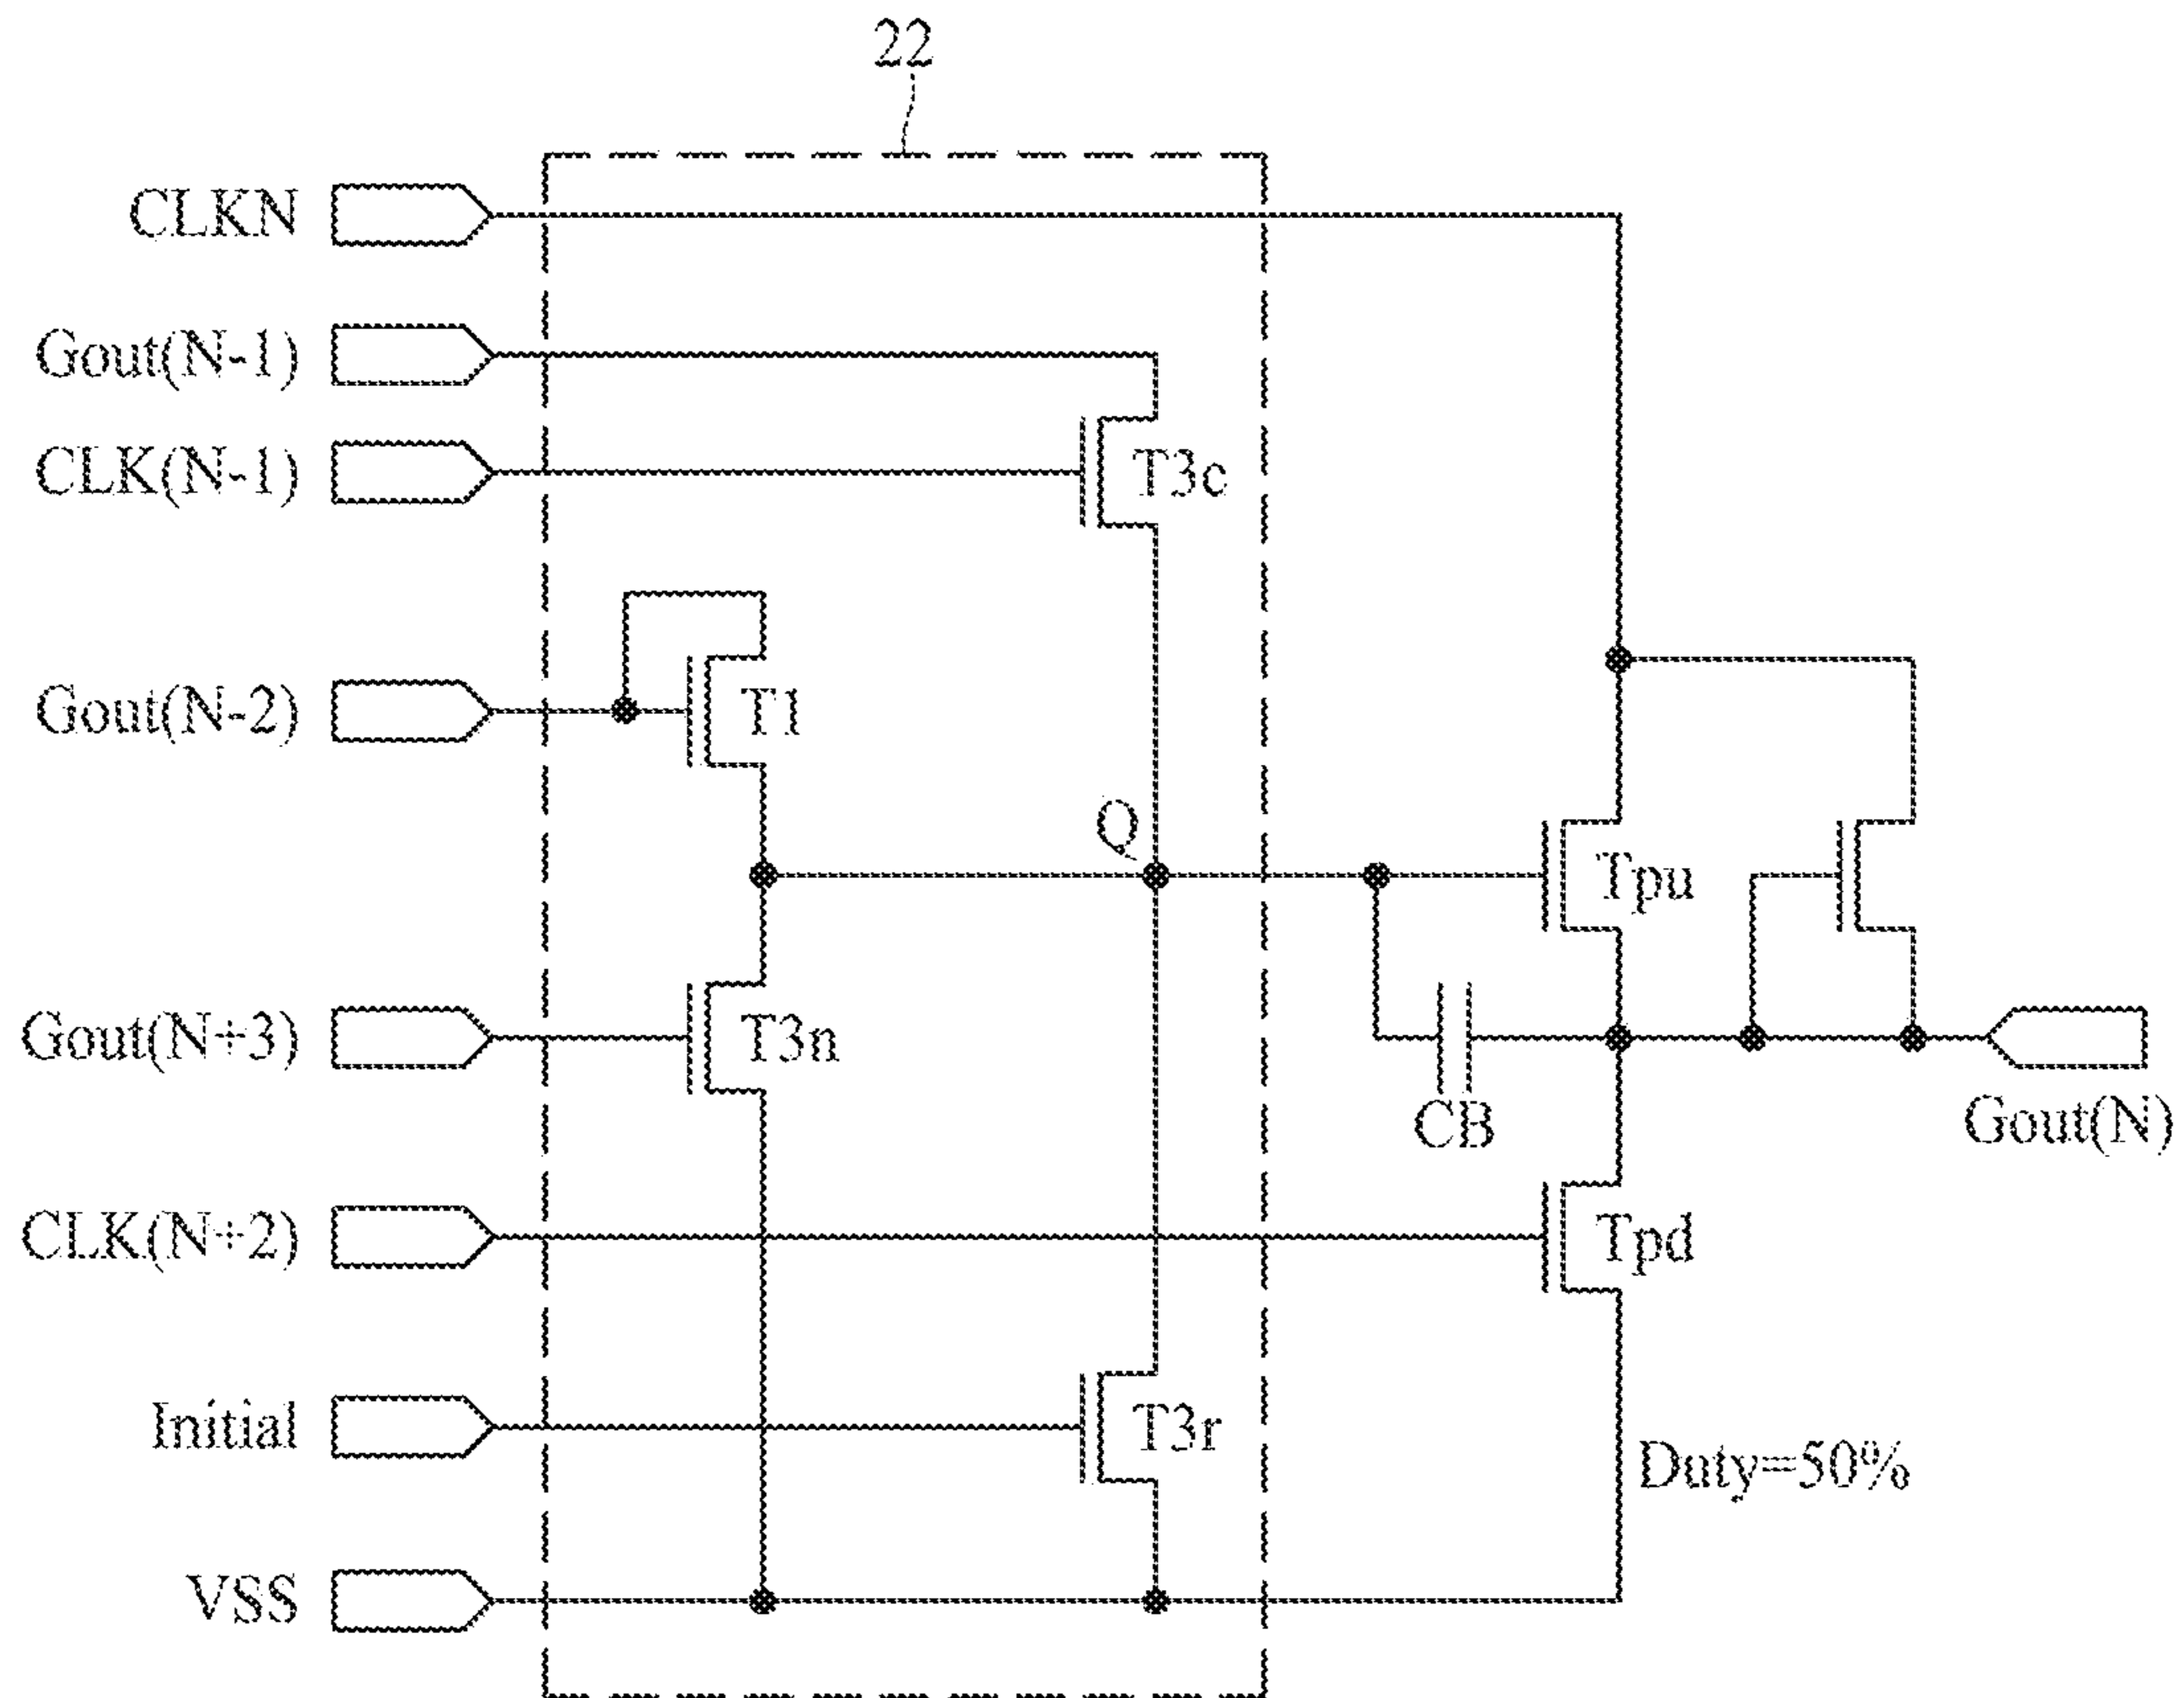 22
CLKN
Gout(N-1)
CLK(N-1)
T3c
Gout(N-2)
T1
Q
Tpu
Gout(N+3)
T3n
CB
Gout(N)
CLK(N+2)
Tpd
Initial
T3r
Duty=50%
VSS